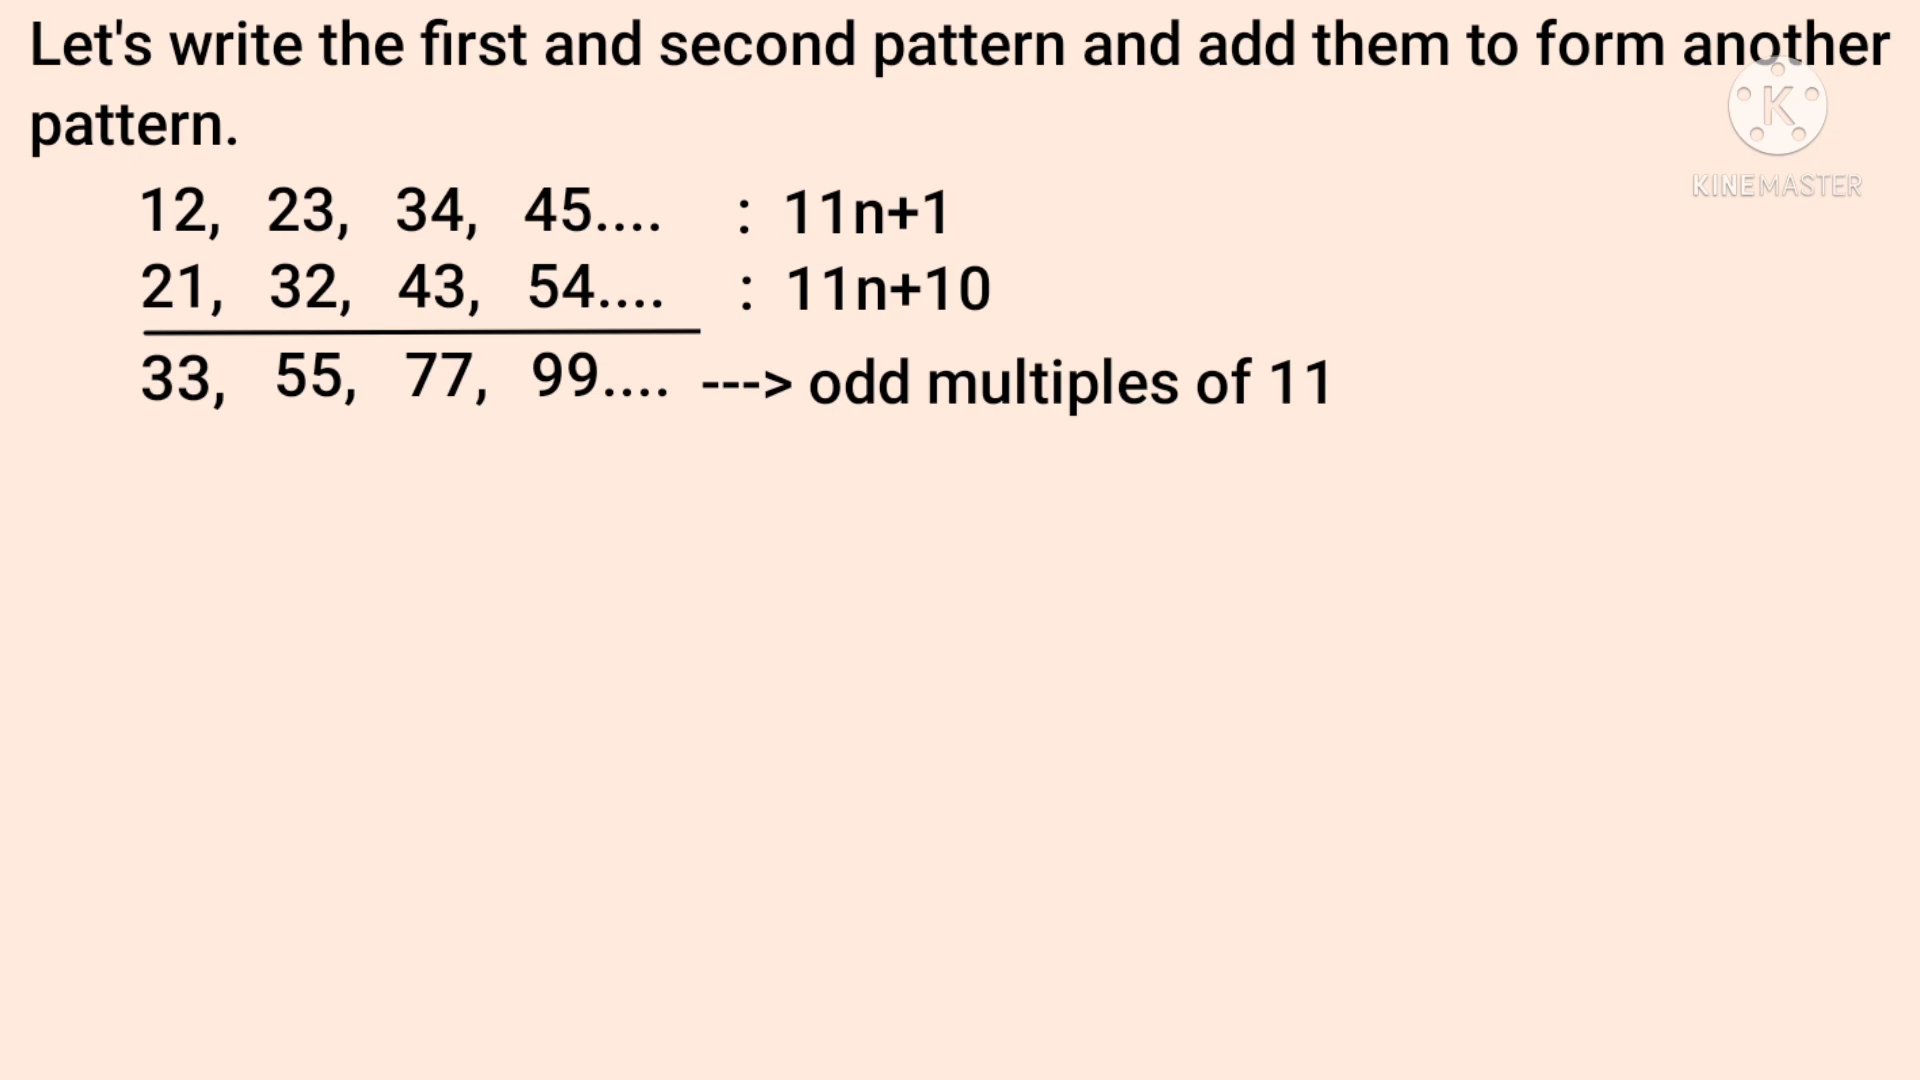 Let's write the first and second pattern and add them to form another
pattern.
K
KINEMASTER
12, 23, 34, 45.... : 11n+1
21, 32, 43, 54.... : 11n+10
33, 55, 77, 99.... ---> odd multiples of 11